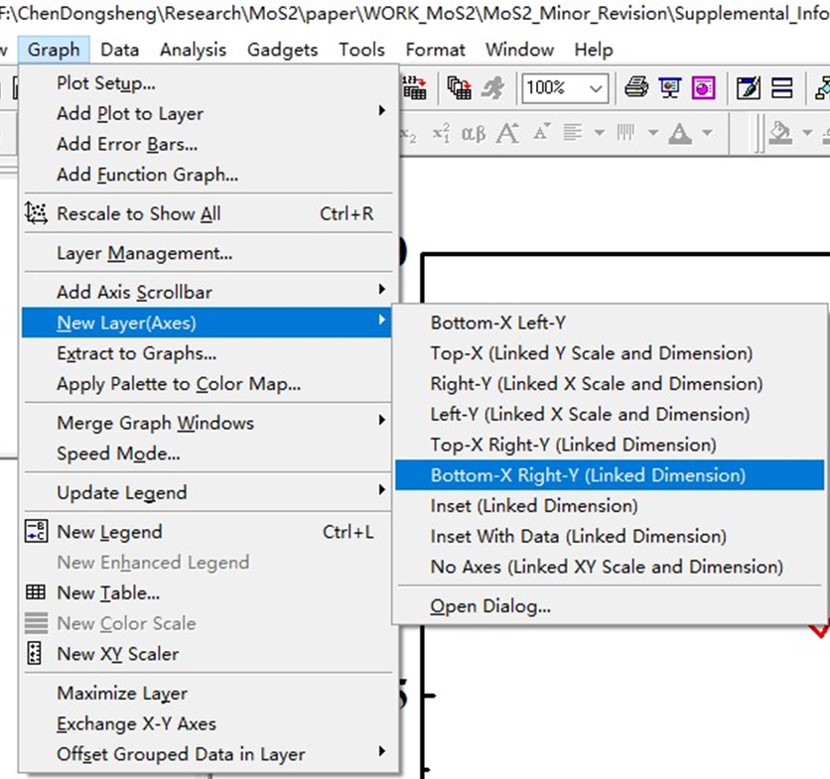 F:\ChenDongsheng\Research\MoS2\paper\WORK_MoS2\MoS2_Minor_Revision\Supplemental_Info
w Graph Data Analysis Gadgets Tools Format Window Help
100%
αβ A A A
Plot Setup...
Add Plot to Layer
Add Error Bars...
Add Function Graph...
Rescale to Show All Ctrl+R
Layer Management...
Add Axis Scrollbar
New Layer(Axes)
Extract to Graphs...
Apply Palette to Color Map...
Merge Graph Windows
Speed Mode...
Update Legend
New Legend Ctrl+L
New Enhanced Legend
New Table...
New Color Scale
New XY Scaler
Maximize Layer
Exchange X-Y Axes
Offset Grouped Data in Layer
Bottom-X Left-Y
Top-X (Linked Y Scale and Dimension)
Right-Y (Linked X Scale and Dimension)
Left-Y (Linked X Scale and Dimension)
Top-X Right-Y (Linked Dimension)
Bottom-X Right-Y (Linked Dimension)
Inset (Linked Dimension)
Inset With Data (Linked Dimension)
No Axes (Linked XY Scale and Dimension)
Open Dialog...